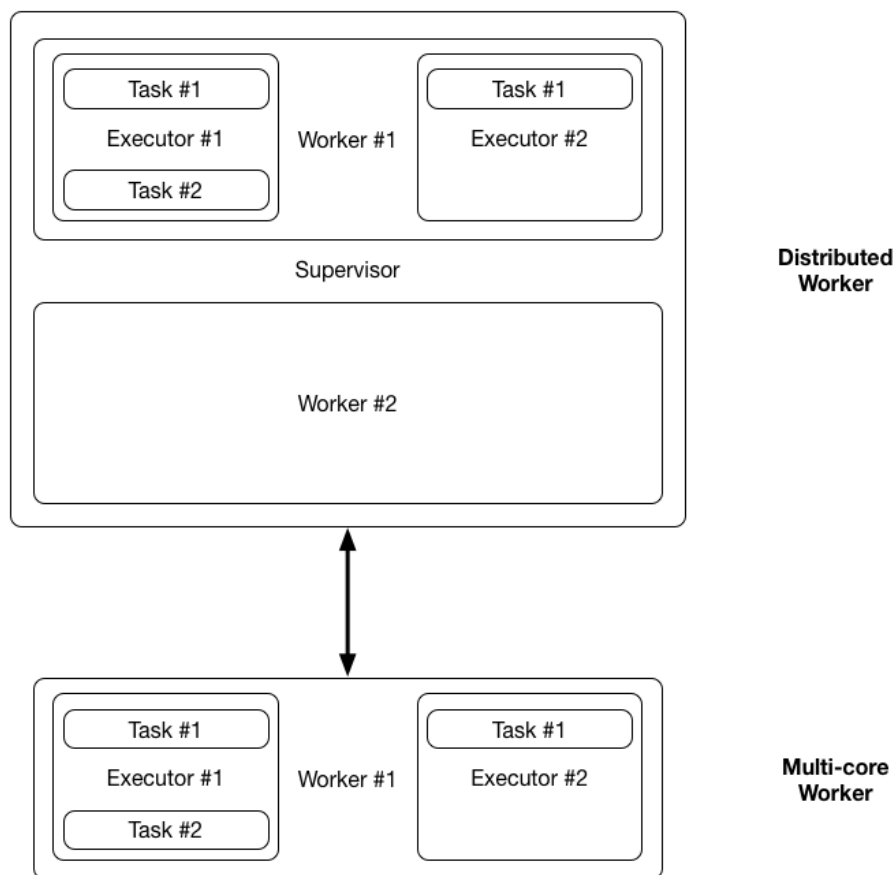 Task #1
Executor #1
Task #2
Worker #1
Task #1
Executor #2
Supervisor
Distributed
Worker
Worker #2
Task #1
Executor #1
Task #2
Worker #1
Task #1
Executor #2
Multi-core
Worker